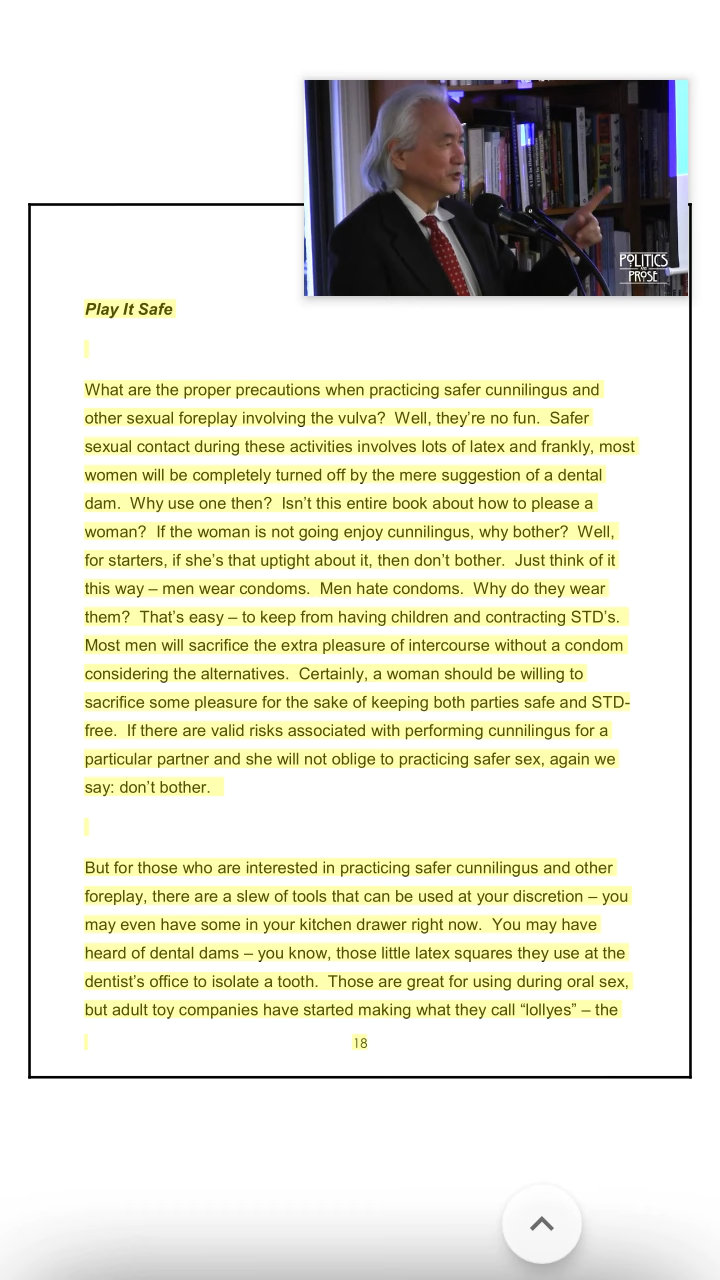 POLITICS
AND
PROSE
Play It Safe
What are the proper precautions when practicing safer cunnilingus and
other sexual foreplay involving the vulva?  Well, they’re no fun.  Safer
sexual contact during these activities involves lots of latex and frankly, most
women will be completely turned off by the mere suggestion of a dental
dam.  Why use one then?  Isn’t this entire book about how to please a
woman?  If the woman is not going enjoy cunnilingus, why bother?  Well,
for starters, if she’s that uptight about it, then don’t bother.  Just think of it
this way – men wear condoms.  Men hate condoms.  Why do they wear
them?  That’s easy – to keep from having children and contracting STD’s.
Most men will sacrifice the extra pleasure of intercourse without a condom
considering the alternatives.  Certainly, a woman should be willing to
sacrifice some pleasure for the sake of keeping both parties safe and STD-
free.  If there are valid risks associated with performing cunnilingus for a
particular partner and she will not oblige to practicing safer sex, again we
say: don’t bother.
But for those who are interested in practicing safer cunnilingus and other
foreplay, there are a slew of tools that can be used at your discretion – you
may even have some in your kitchen drawer right now.  You may have
heard of dental dams – you know, those little latex squares they use at the
dentist’s office to isolate a tooth.  Those are great for using during oral sex,
but adult toy companies have started making what they call “lollyes” – the
18